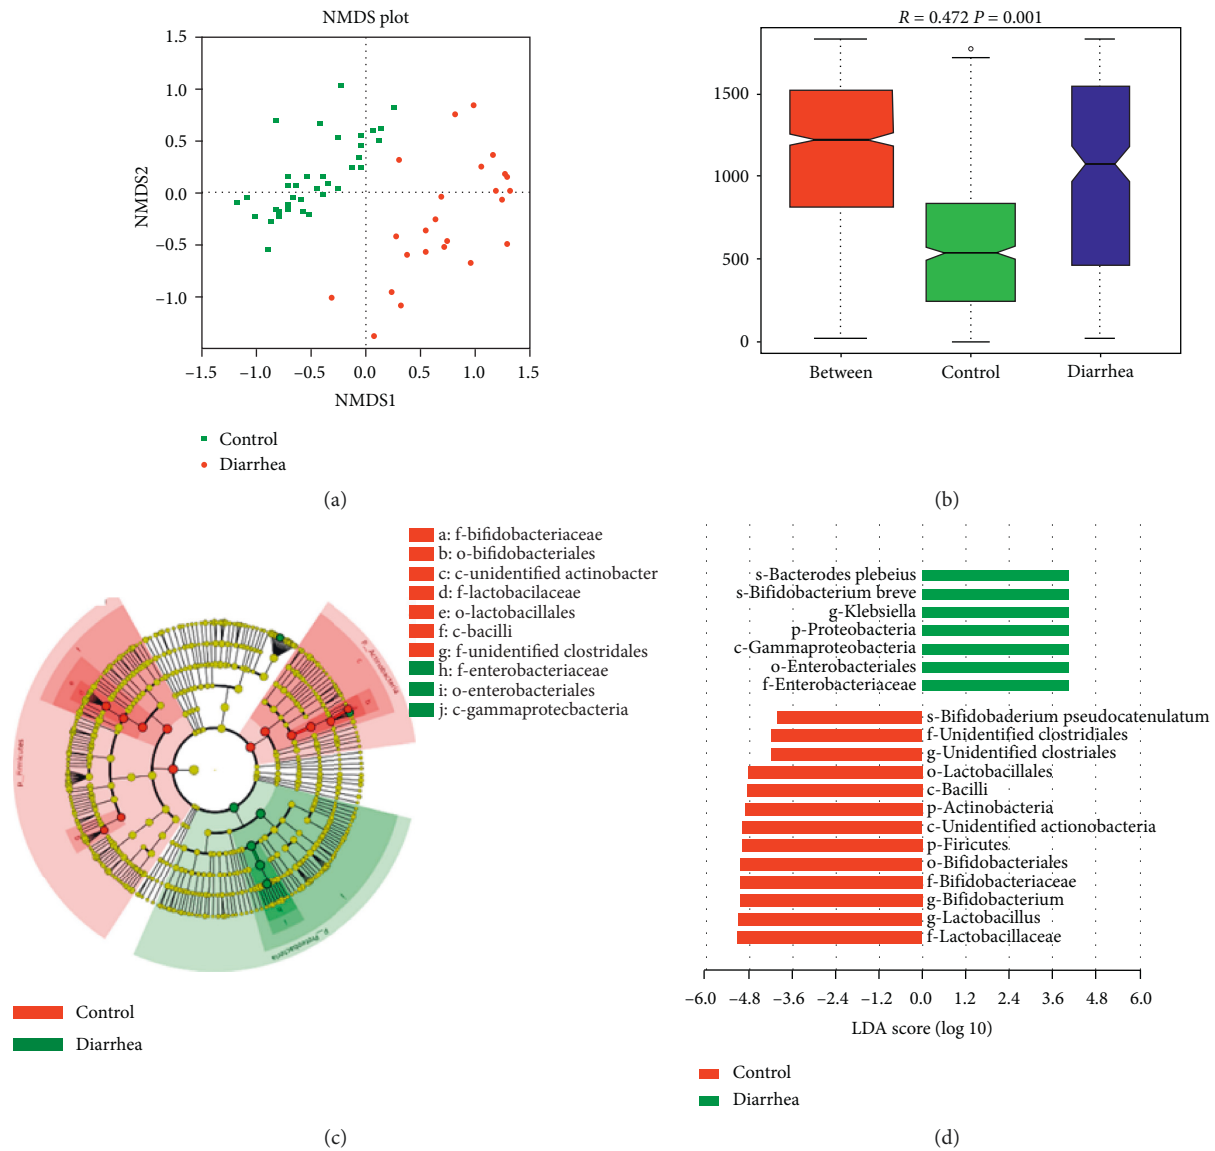 NMDS plot
1.5
1.0
0.5
0.0
–0.5
–1.0
NMDS2
–1.5 –1.0 –0.5 0.0 0.5 1.0 1.5
NMDS1
Control
Diarrhea
(a)
R = 0.472 P = 0.001
1500
1000
500
0
Between Control Diarrhea
(b)
a: f-bifidobacteriaceae
b: o-bifidobacteriales
c: c-unidentified actinobacter
d: f-lactobacilaceae
e: o-lactobacillales
f: c-bacilli
g: f-unidentified clostridales
h: f-enterobacteriaceae
i: o-enterobacteriales
j: c-gammaprotecbacteria
P_Actinobacteria
P_Firmicutes
P_Proteobacteria
Control
Diarrhea
(c)
s-Bacterodes plebeius
s-Bifidobacterium breve
g-Klebsiella
p-Proteobacteria
c-Gammaproteobacteria
o-Enterobacteriales
f-Enterobacteriaceae
s-Bifidobaderium pseudocatenulatum
f-Unidentified clostridiales
g-Unidentified clostriales
o-Lactobacillales
c-Bacilli
p-Actinobacteria
c-Unidentified actionobacteria
p-Firicutes
o-Bifidobacteriales
f-Bifidobacteriaceae
g-Bifidobacterium
g-Lactobacillus
f-Lactobacillaceae
–6.0 –4.8 –3.6 –2.4 –1.2 0.0 1.2 2.4 3.6 4.8 6.0
LDA score (log 10)
Control
Diarrhea
(d)